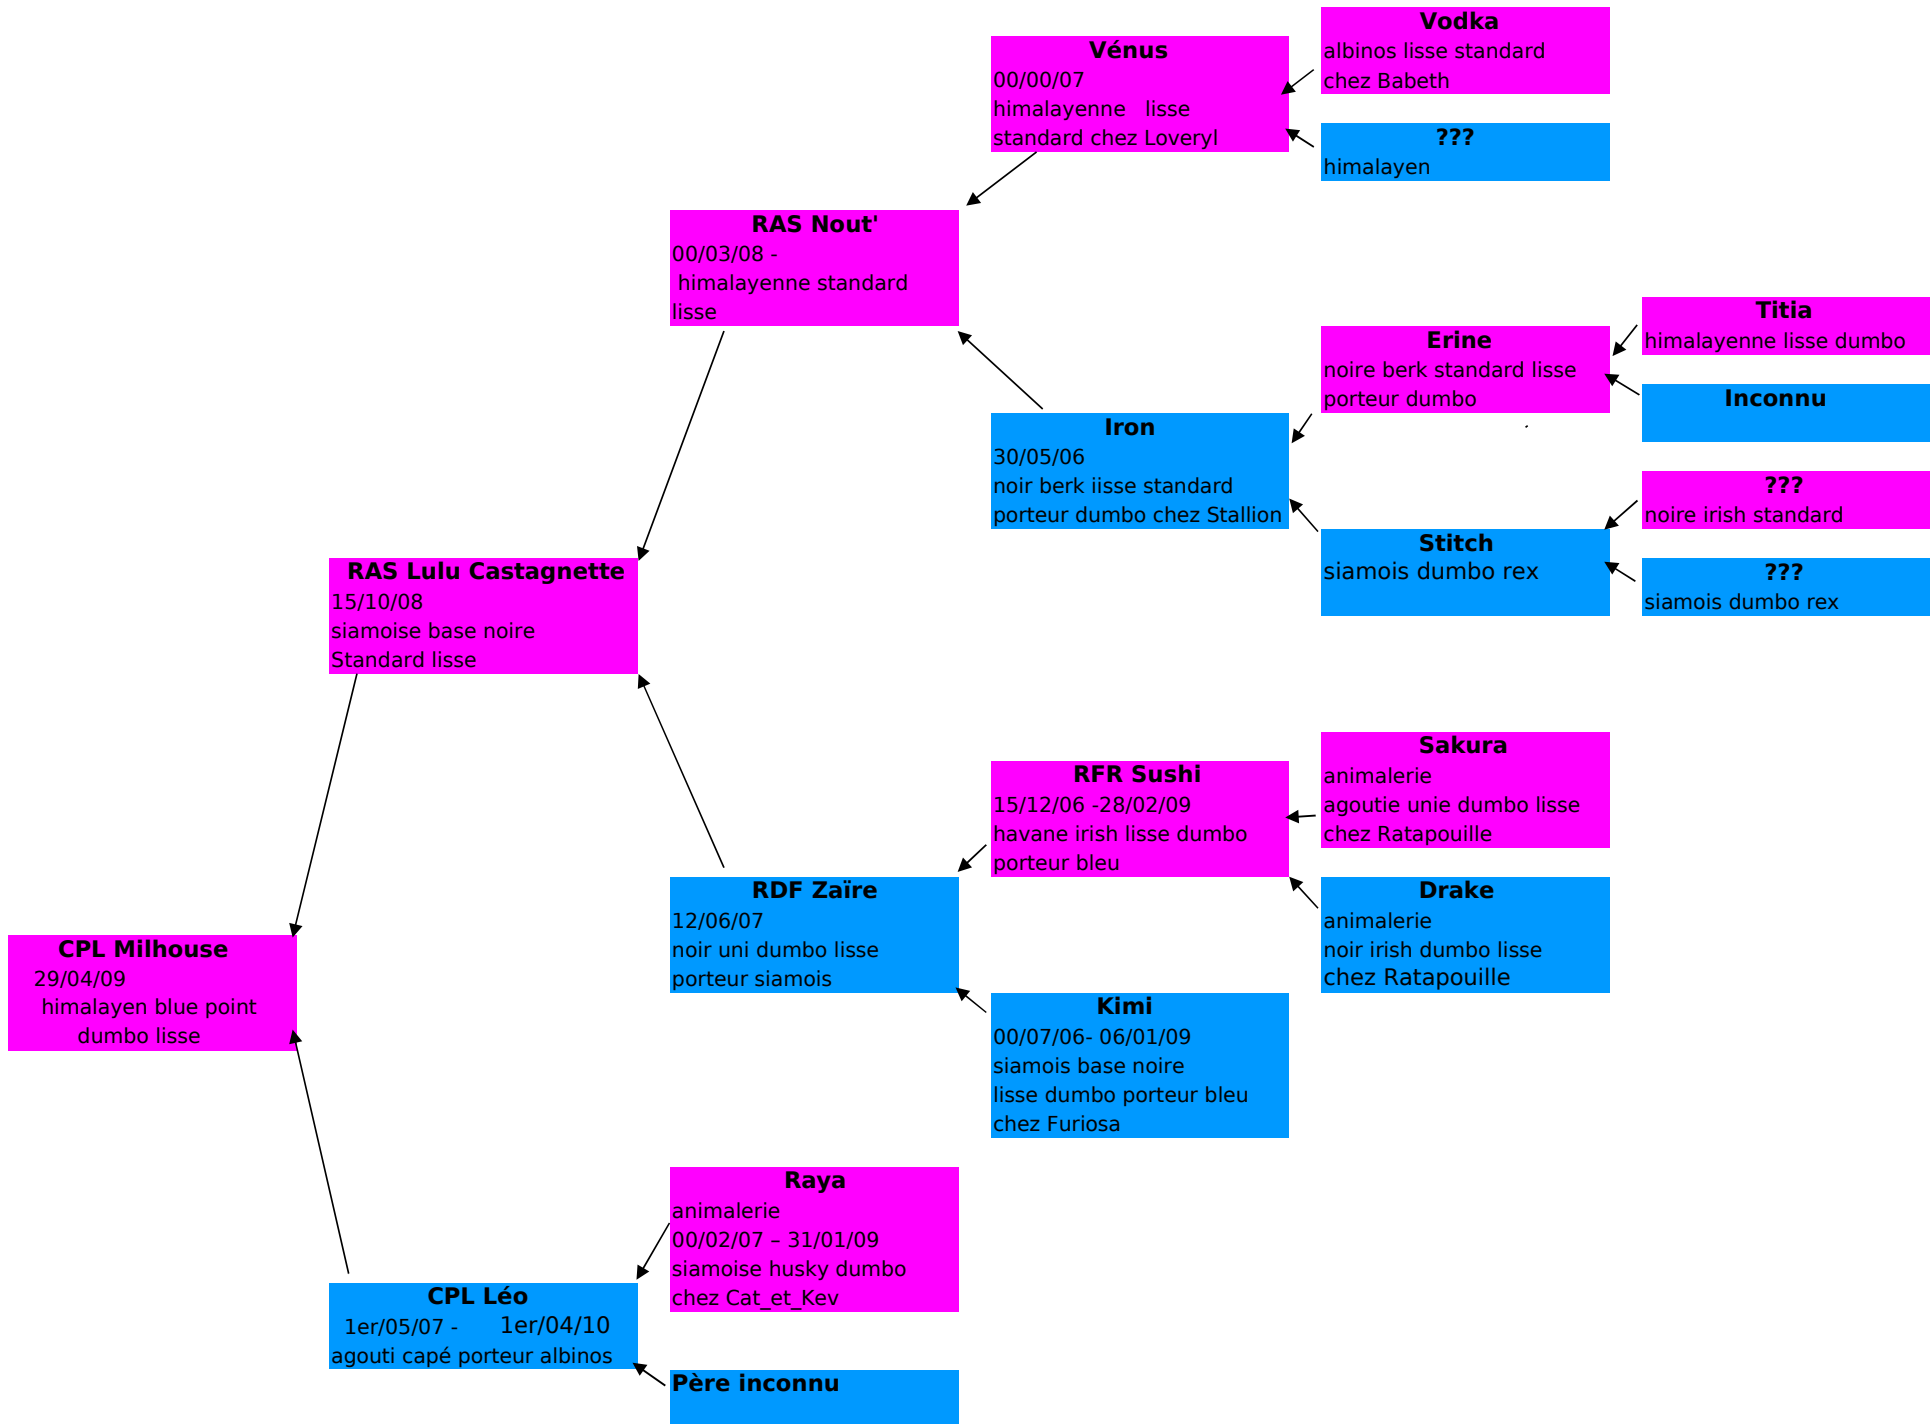 Vodka
albinos lisse standard
chez Babeth
Vénus
00/00/07
himalayenne   lisse
standard chez Loveryl
???
himalayen
RAS Nout'
00/03/08 -
himalayenne standard
lisse
Titia
himalayenne lisse dumbo
Erine
noire berk standard lisse
porteur dumbo
Inconnu
Iron
30/05/06
noir berk iisse standard
porteur dumbo chez Stallion
???
noire irish standard
Stitch
siamois dumbo rex
???
siamois dumbo rex
RAS Lulu Castagnette
15/10/08
siamoise base noire
Standard lisse
Sakura
animalerie
agoutie unie dumbo lisse
chez Ratapouille
RFR Sushi
15/12/06 -28/02/09
havane irish lisse dumbo
porteur bleu
RDF Zaïre
12/06/07
noir uni dumbo lisse
porteur siamois
Drake
animalerie
noir irish dumbo lisse
chez Ratapouille
CPL Milhouse
29/04/09
himalayen blue point
dumbo lisse
Kimi
00/07/06- 06/01/09
siamois base noire
lisse dumbo porteur bleu
chez Furiosa
Raya
animalerie
00/02/07 – 31/01/09
siamoise husky dumbo
chez Cat_et_Kev
CPL Léo
1er/05/07 -      1er/04/10
agouti capé porteur albinos
Père inconnu